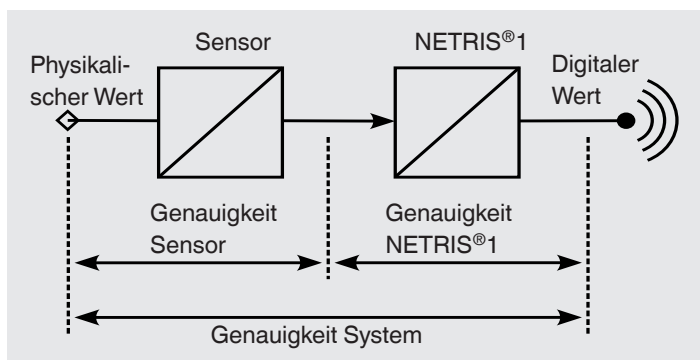 Sensor
NETRIS®1
Physikali-
scher Wert
Digitaler
Wert
Genauigkeit
Sensor
Genauigkeit
NETRIS®1
Genauigkeit System